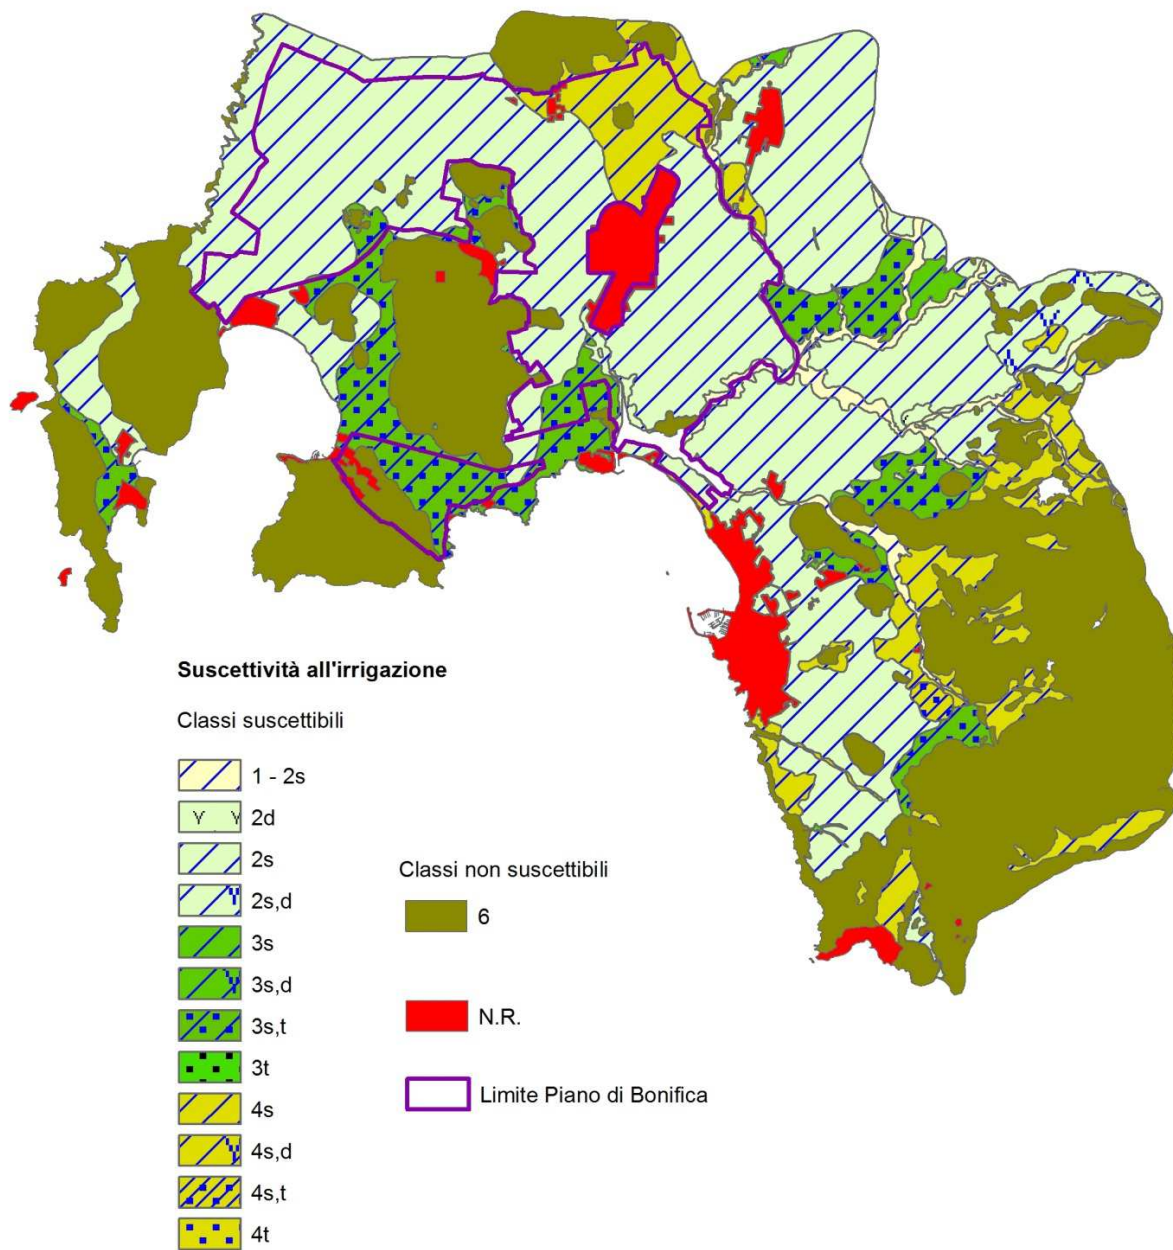 Suscettività all'irrigazione
Classi suscettibili
1 - 2s
2d
2s
2s,d
3s
3s,d
3s,t
3t
4s
4s,d
4s,t
4t
Classi non suscettibili
6
N.R.
Limite Piano di Bonifica